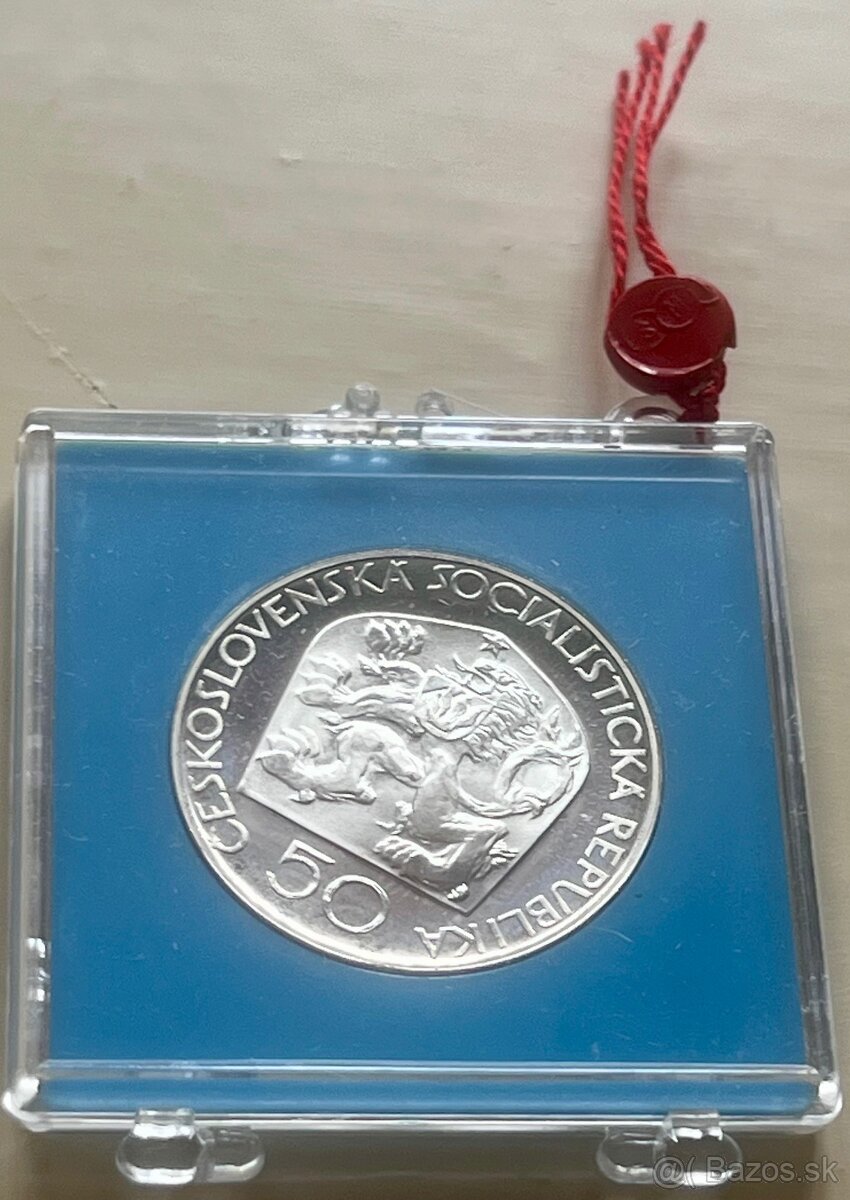 ČESKOSLOVENSKÁ SOCIALISTICKÁ REPUBLIKA
50
@( Bazos.sk